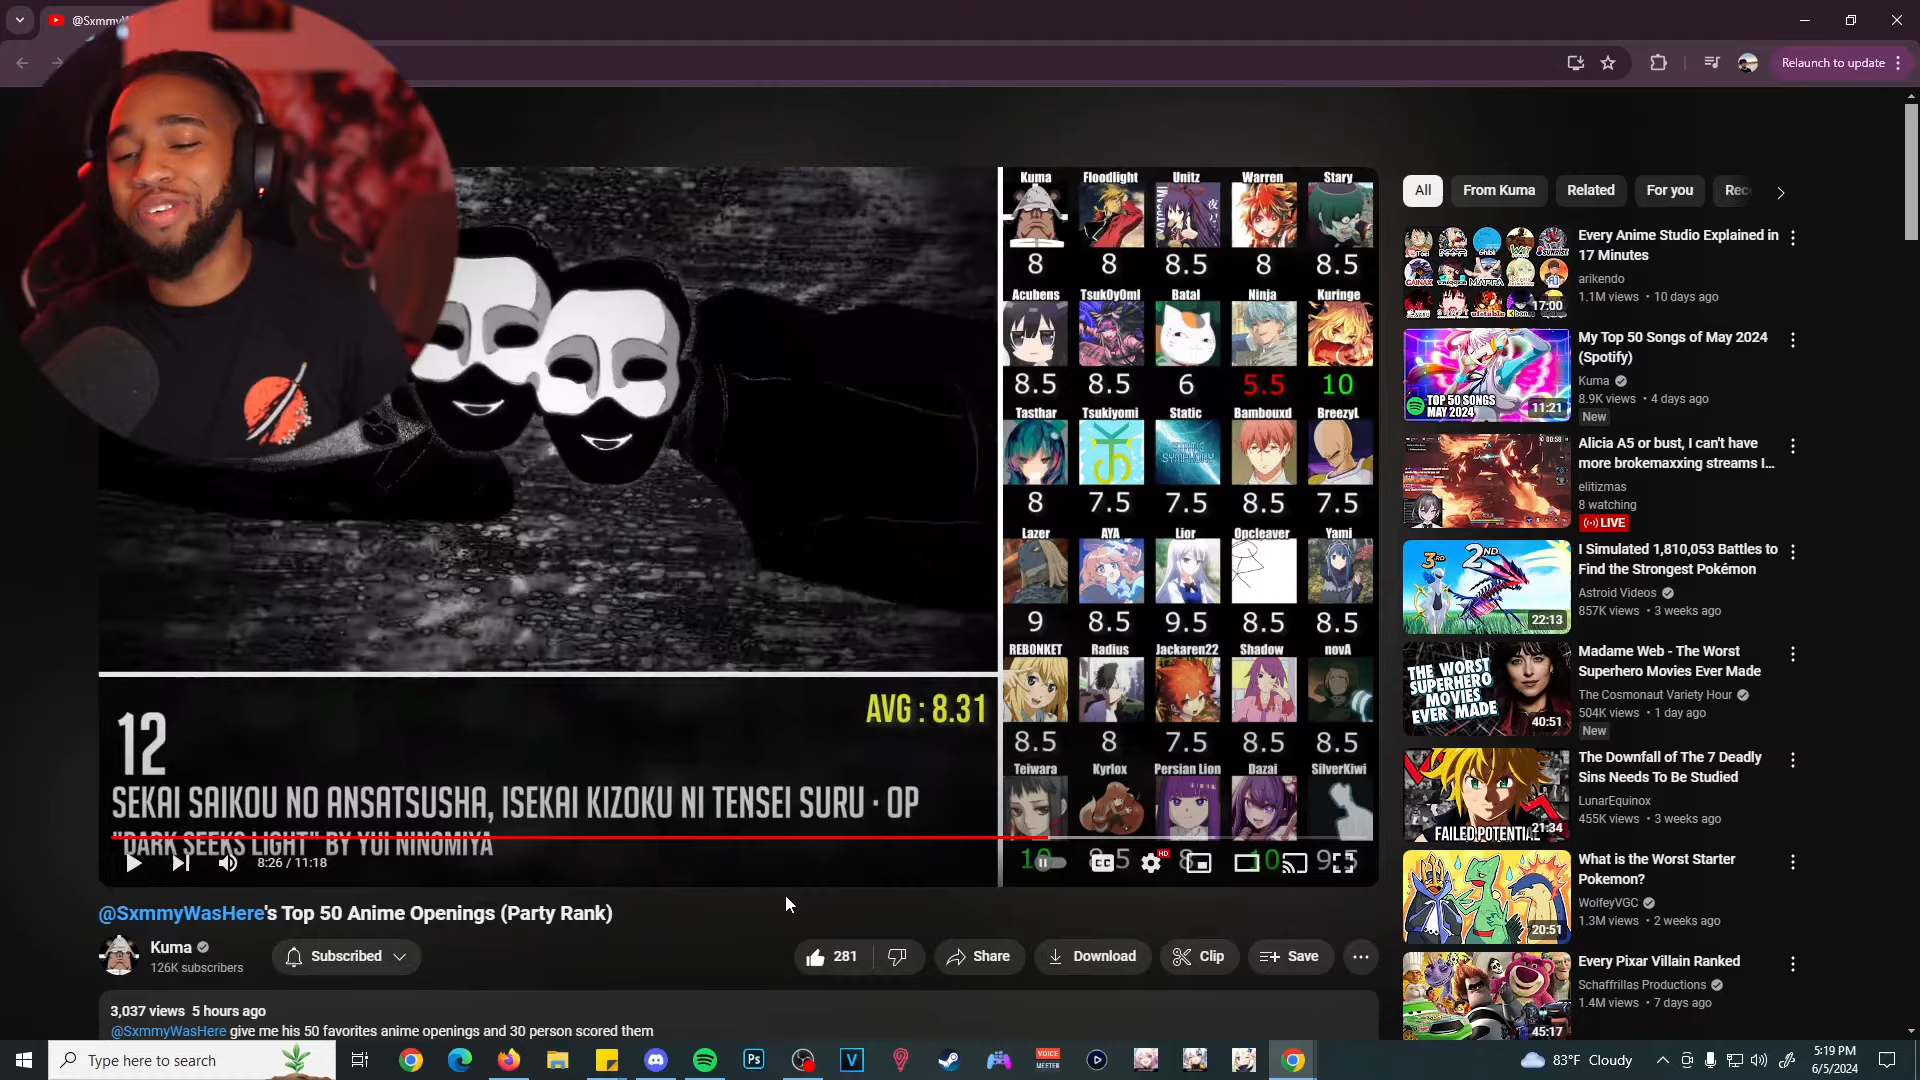 @SxmmyW
Relaunch to update
Kuma Floodlight Unitz Warren Stary
8 8 8.5 8 8.5
Acubens Tsuk0y0mI Batal Ninja Kuringe
8.5 8.5 6 5.5 10
Tasthar Tsukiyomi Static Bambouxd BreezyL
8 7.5 7.5 8.5 7.5
Lazer AYA Lior Opcleaver Yami
9 8.5 9.5 8.5 8.5
REBONKET Radius Jackaren22 Shadow novA
8.5 8 7.5 8.5 8.5
Teiwara Kyrlox Persian Lion Dazai SilverKiwi
AVG : 8.31
12
SEKAI SAIKOU NO ANSATSUSHA, ISEKAI KIZOKU NI TENSEI SURU · OP
"DARK SEEKS LIGHT" BY YUI NINOMIYA
8:26 / 11:18
@SxmmyWasHere's Top 50 Anime Openings (Party Rank)
Kuma
126K subscribers
Subscribed
281
Share
Download
Clip
Save
3,037 views 5 hours ago
@SxmmyWasHere give me his 50 favorites anime openings and 30 person scored them
All From Kuma Related For you Rec
Every Anime Studio Explained in
17 Minutes
arikendo
1.1M views • 10 days ago
17:00
My Top 50 Songs of May 2024
(Spotify)
Kuma
8.9K views • 4 days ago
New
TOP 50 SONGS
MAY 2024
11:21
Alicia A5 or bust, I can't have
more brokemaxxing streams I...
elitizmas
8 watching
LIVE
I Simulated 1,810,053 Battles to
Find the Strongest Pokémon
Astroid Videos
857K views • 3 weeks ago
3RD 2ND
22:13
Madame Web - The Worst
Superhero Movies Ever Made
The Cosmonaut Variety Hour
504K views • 1 day ago
New
THE WORST
SUPERHERO
MOVIES
EVER MADE
40:51
The Downfall of The 7 Deadly
Sins Needs To Be Studied
LunarEquinox
455K views • 3 weeks ago
FAILED POTENTIAL
21:34
What is the Worst Starter
Pokemon?
WolfeyVGC
1.3M views • 2 weeks ago
20:51
Every Pixar Villain Ranked
Schaffrillas Productions
1.4M views • 7 days ago
45:17
Type here to search
83°F Cloudy
5:19 PM
6/5/2024